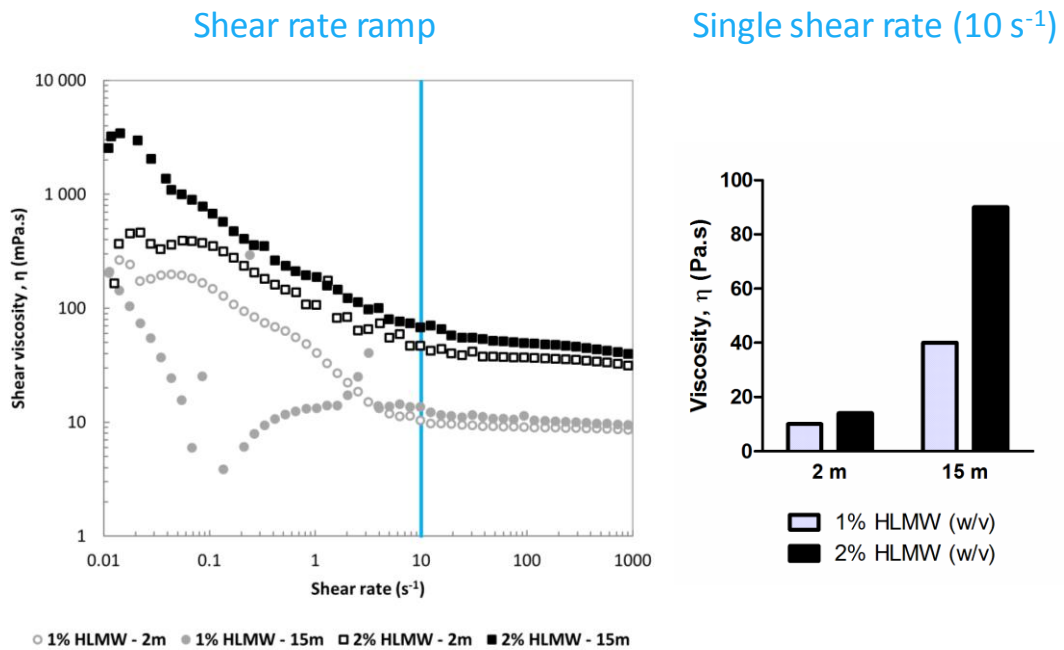 Shear rate ramp
Single shear rate (10 s⁻¹)
10 000
1 000
100
10
1
Shear viscosity , η (mPa.s)
0.01
0.1
1
10
100
1000
Shear rate (s⁻¹)
○ 1% HLMW - 2m ● 1% HLMW - 15m □ 2% HLMW - 2m ■ 2% HLMW - 15m
100
80
60
40
20
0
Viscosity, η (Pa.s)
2 m
15 m
1% HLMW (w/v)
2% HLMW (w/v)